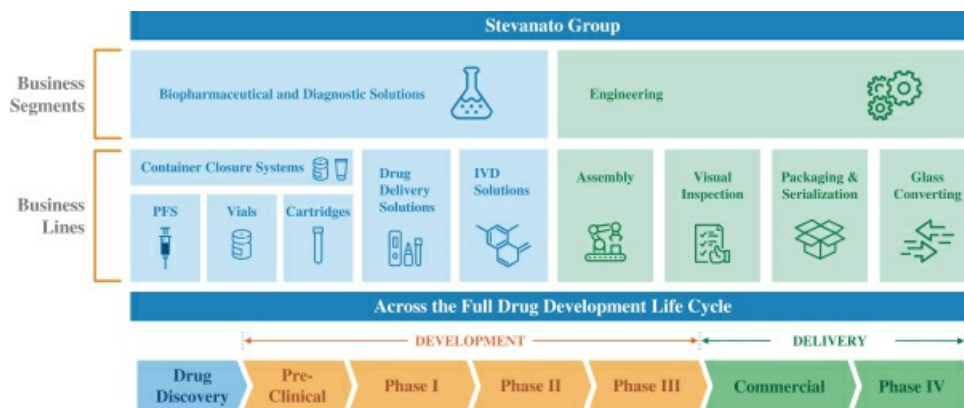 Stevanato Group
Business
Segments
Biopharmaceutical and Diagnostic Solutions
Engineering
Business
Lines
Container Closure Systems
PFS
Vials
Cartridges
Drug
Delivery
Solutions
IVD
Solutions
Assembly
Visual
Inspection
Packaging &
Serialization
Glass
Converting
Across the Full Drug Development Life Cycle
DEVELOPMENT
DELIVERY
Drug
Discovery
Pre-
Clinical
Phase I
Phase II
Phase III
Commercial
Phase IV